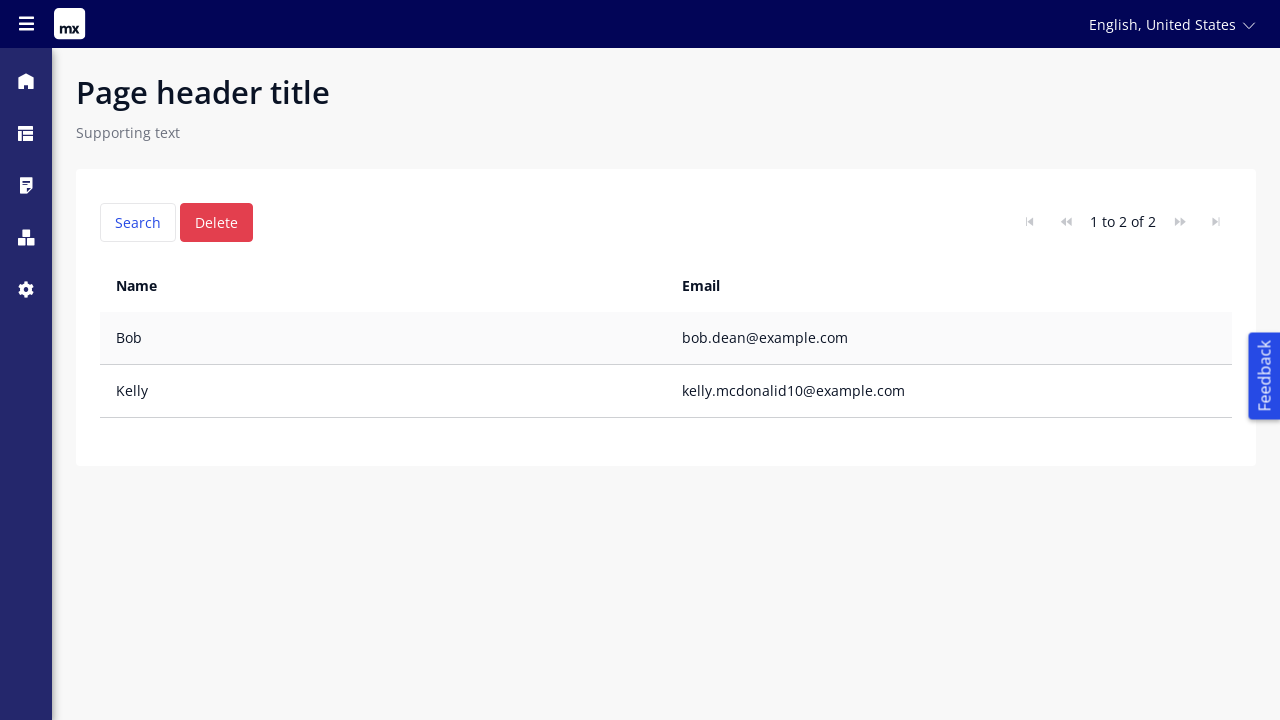 mx
English, United States
Page header title
Supporting text
Search
Delete
1 to 2 of 2
Name
Email
Bob
bob.dean@example.com
Kelly
kelly.mcdonalid10@example.com
Feedback